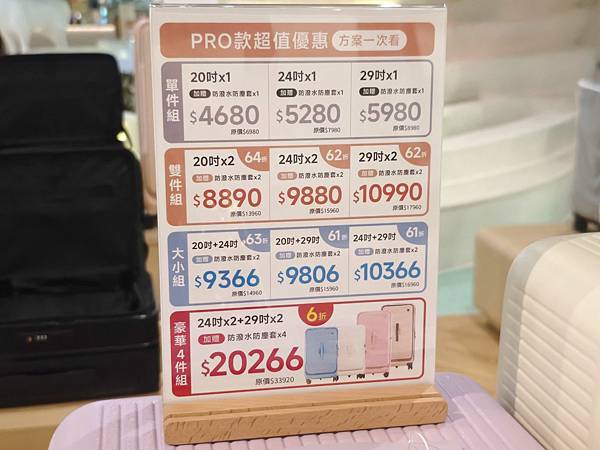 PRO款超值優惠 方案一次看
單件組
20吋x1
加贈 防潑水防塵套x1
$4680
原價$6980
24吋x1
加贈 防潑水防塵套x1
$5280
原價$7980
29吋x1
加贈 防潑水防塵套x1
$5980
原價$8980
雙件組
20吋x2 64折
加贈 防潑水防塵套x2
$8890
原價$13960
24吋x2 62折
加贈 防潑水防塵套x2
$9880
原價$15960
29吋x2 62折
加贈 防潑水防塵套x2
$10990
原價$17960
大小組
20吋+24吋 63折
加贈 防潑水防塵套x2
$9366
原價$14960
20吋+29吋 61折
加贈 防潑水防塵套x2
$9806
原價$15960
24吋+29吋 61折
加贈 防潑水防塵套x2
$10366
原價$16960
豪華4件組
24吋x2+29吋x2 6折
加贈 防潑水防塵套x4
$20266
原價$33920